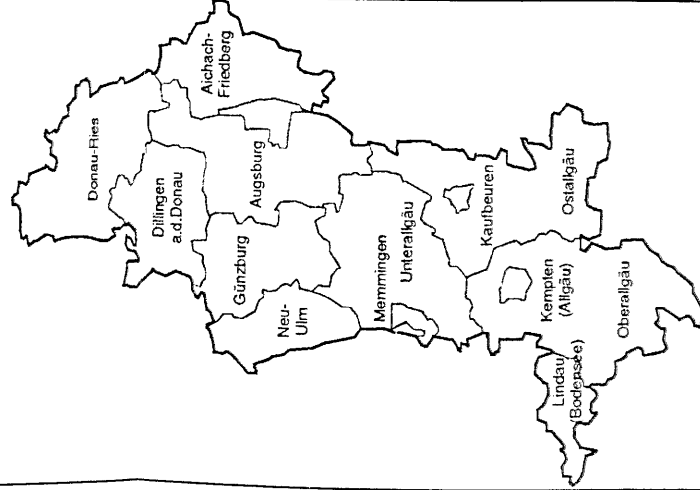 Donau-Ries
Aichach-
Friedberg
Dillingen
a.d.Donau
Augsburg
Günzburg
Neu-
Ulm
Memmingen
Unterallgäu
Kaufbeuren
Ostallgäu
Kempten
(Allgäu)
Oberallgäu
Lindau
(Bodensee)